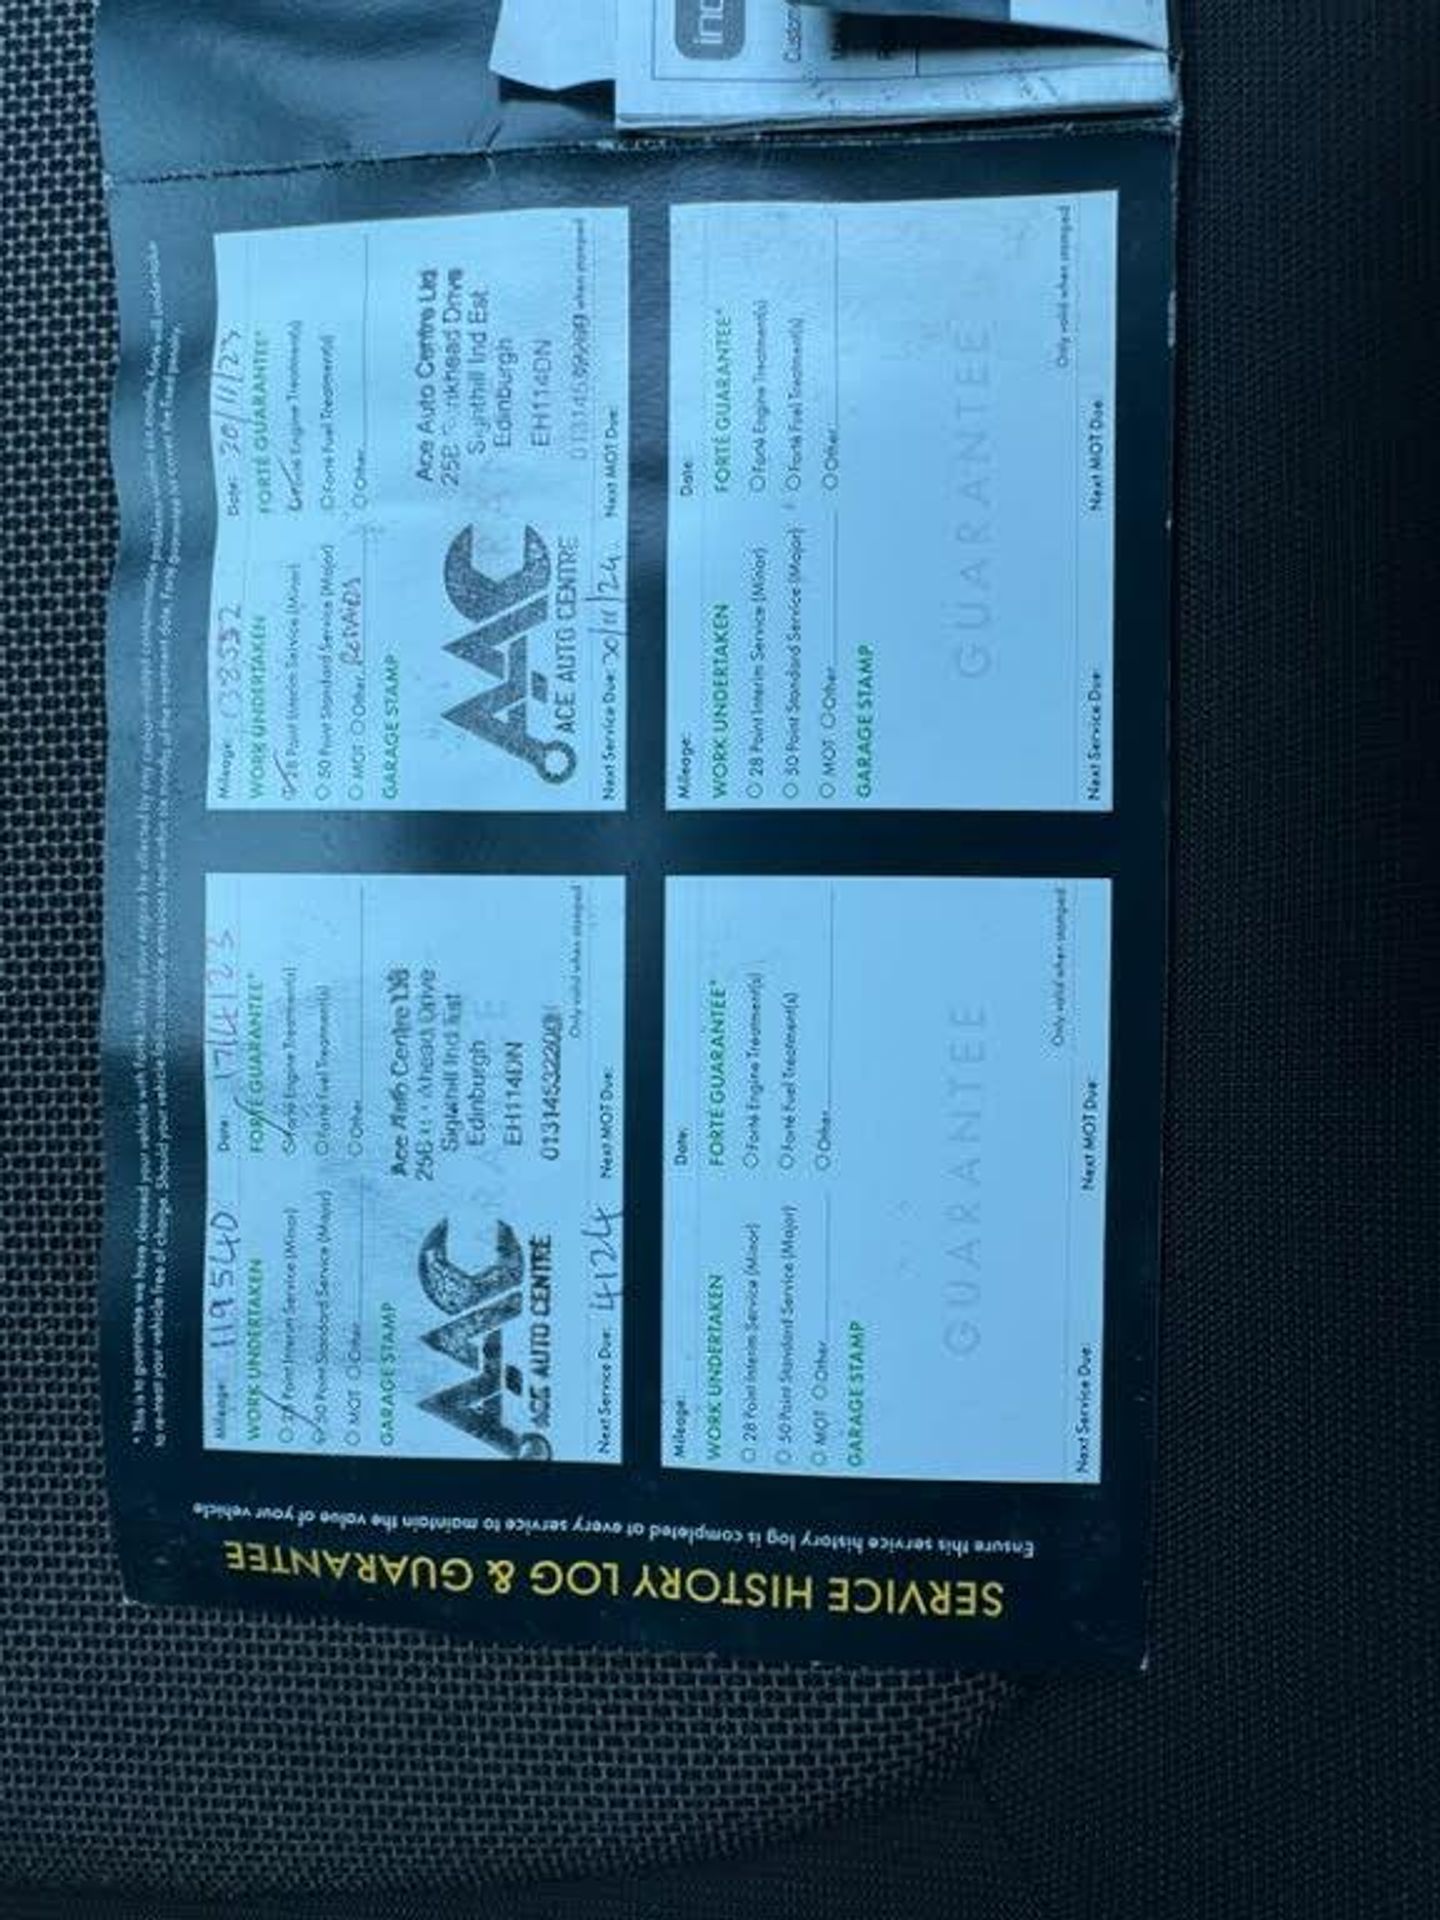 SERVICE HISTORY LOG & GUARANTEE
Ensure this service history log is completed at every service to maintain the value of your vehicle
Mileage: 119540 Date: 17/4/23
WORK UNDERTAKEN FORTÉ GUARANTEE*
28 Point Interim Service (Minor) Forté Engine Treatment(s)
50 Point Standard Service (Major) Forté Fuel Treatment(s)
MOT Other Other
GARAGE STAMP
AAC
ACE AUTO CENTRE
Ace Auto Centre Ltd
Drive
Sighthill Ind Est
Edinburgh
EH114DN
Only valid when stamped
Next Service Due: 4/24 Next MOT Due:
Mileage: Date: 30/11/23
WORK UNDERTAKEN FORTÉ GUARANTEE*
28 Point Interim Service (Minor) Engine Treatment(s)
50 Point Standard Service (Major) Forté Fuel Treatment(s)
MOT Other Other
GARAGE STAMP
AAC
ACE AUTO CENTRE
Ace Auto Centre Ltd
Drive
Sighthill Ind Est
Edinburgh
EH114DN
when stamped
Next Service Due: 30/11/24 Next MOT Due:
Mileage: Date:
WORK UNDERTAKEN FORTÉ GUARANTEE*
28 Point Interim Service (Minor) Forté Engine Treatment(s)
50 Point Standard Service (Major) Forté Fuel Treatment(s)
MOT Other Other
GARAGE STAMP
GUARANTEE
Only valid when stamped
Next Service Due: Next MOT Due:
Mileage: Date:
WORK UNDERTAKEN FORTÉ GUARANTEE*
28 Point Interim Service (Minor) Forté Engine Treatment(s)
50 Point Standard Service (Major) Forté Fuel Treatment(s)
MOT Other Other
GARAGE STAMP
GUARANTEE
Only valid when stamped
Next Service Due: Next MOT Due: